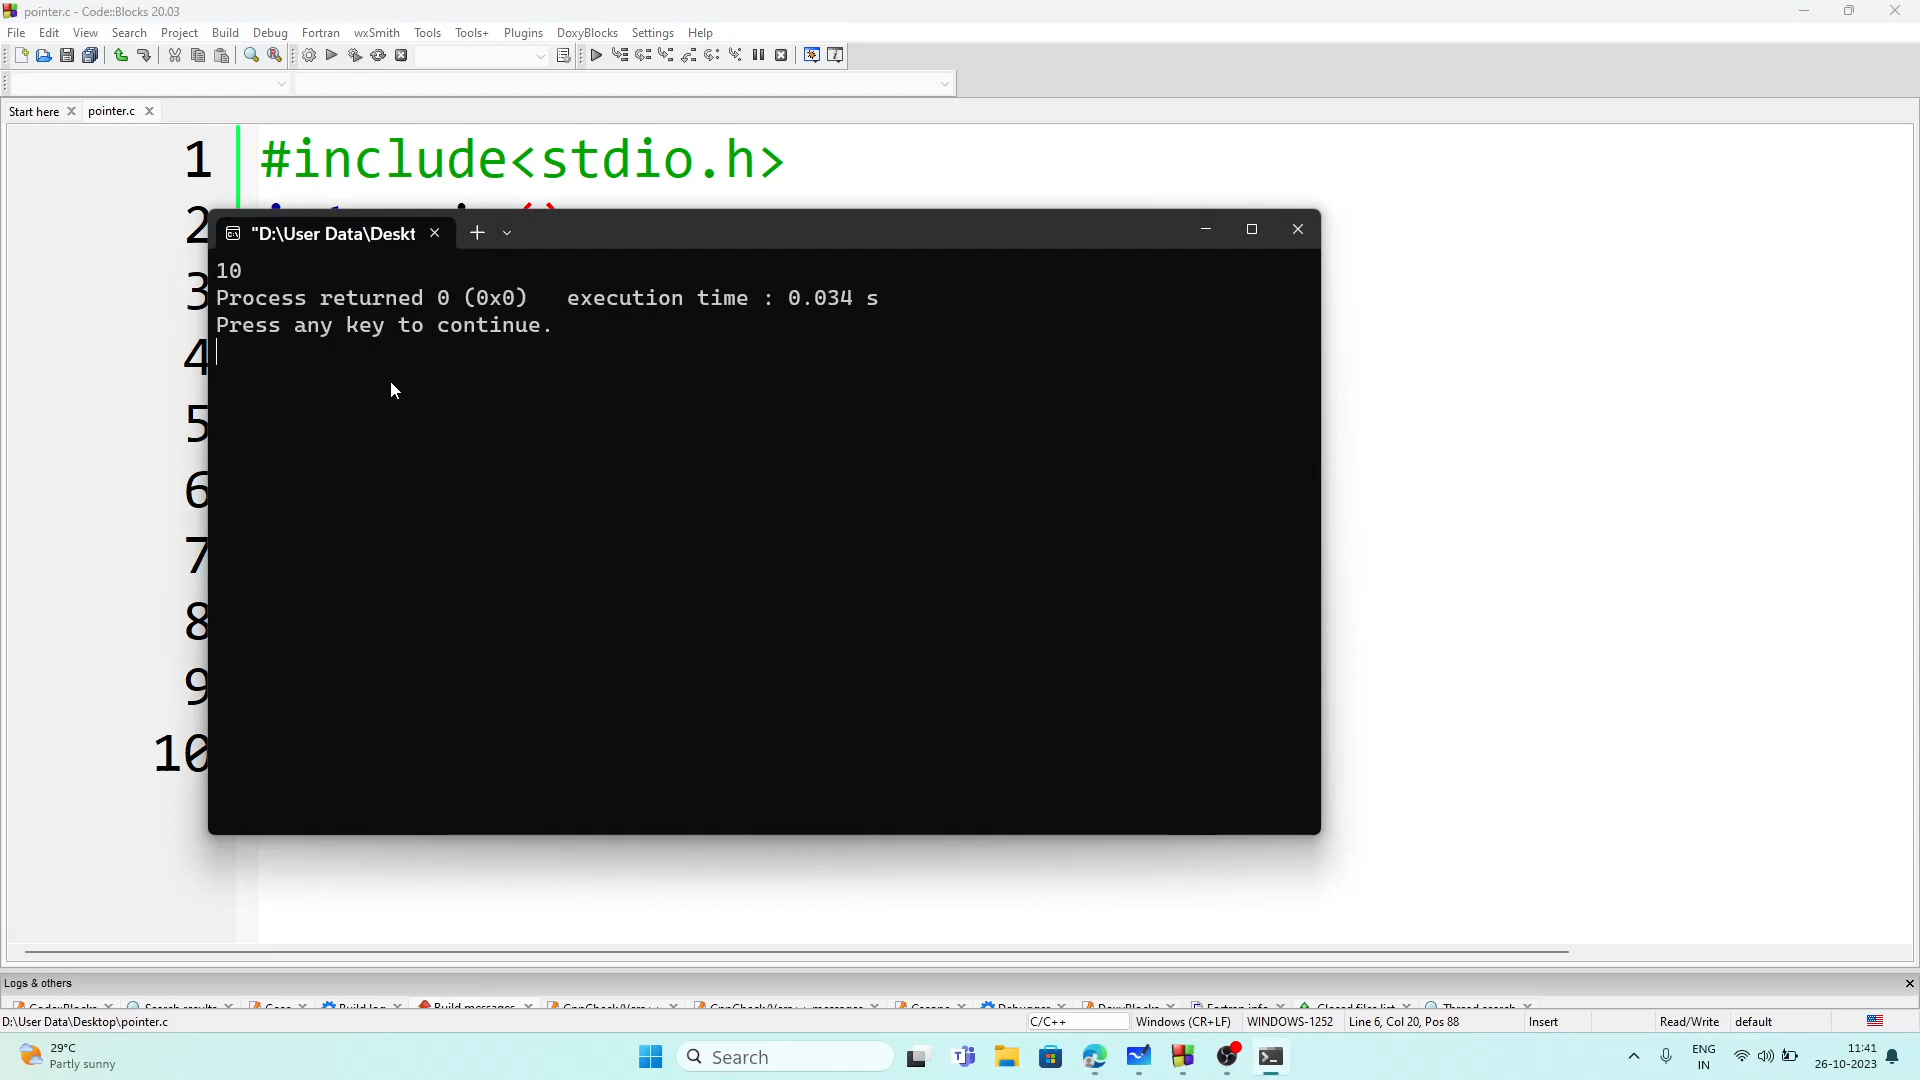 pointer.c - Code::Blocks 20.03
File Edit View Search Project Build Debug Fortran wxSmith Tools Tools+ Plugins DoxyBlocks Settings Help
Start here pointer.c
1 #include<stdio.h>
2
"D:\User Data\Deskt
3
4
5
6
7
8
9
10
10
Process returned 0 (0x0)   execution time : 0.034 s
Press any key to continue.
Logs & others
D:\User Data\Desktop\pointer.c C/C++ Windows (CR+LF) WINDOWS-1252 Line 6, Col 20, Pos 88 Insert Read/Write default
29°C
Partly sunny
Search
ENG
IN
11:41
26-10-2023